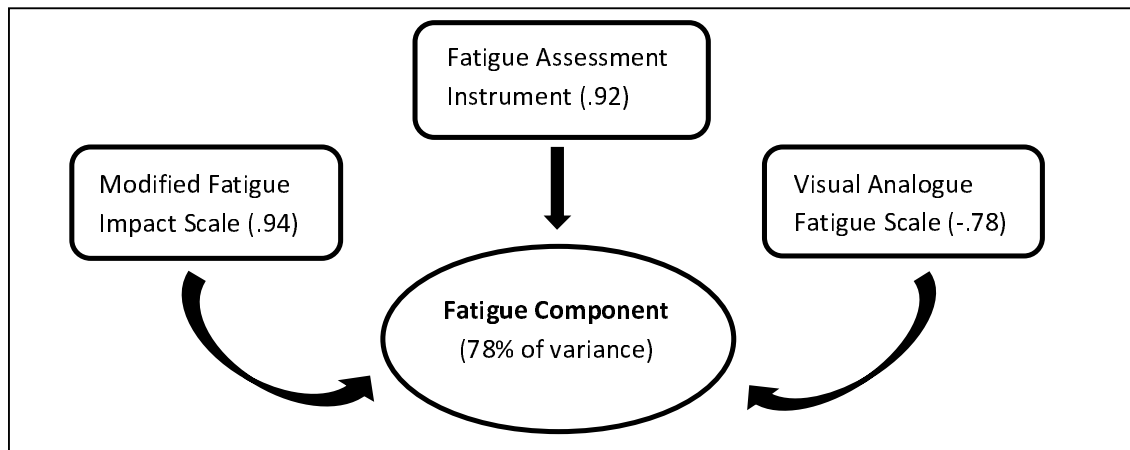 Fatigue Assessment
Instrument (.92)
Modified Fatigue
Impact Scale (.94)
Visual Analogue
Fatigue Scale (-.78)
Fatigue Component
(78% of variance)